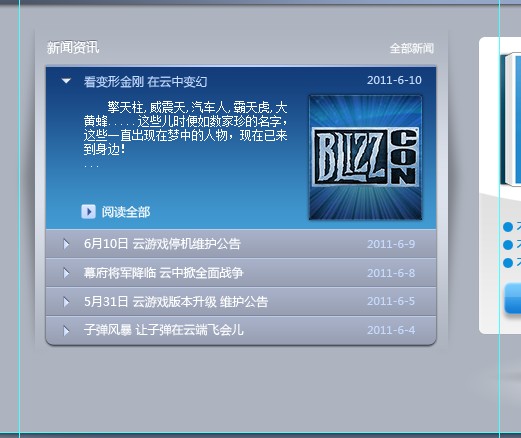 新闻资讯
全部新闻
看变形金刚 在云中变幻
2011-6-10
擎天柱,威震天,汽车人,霸天虎,大
黄蜂.....这些儿时便如数家珍的名字,
这些一直出现在梦中的人物，现在已来
到身边!
...
BLIZZ
CON
阅读全部
6月10日 云游戏停机维护公告
2011-6-9
幕府将军降临 云中掀全面战争
2011-6-8
5月31日 云游戏版本升级 维护公告
2011-6-5
子弹风暴 让子弹在云端飞会儿
2011-6-4